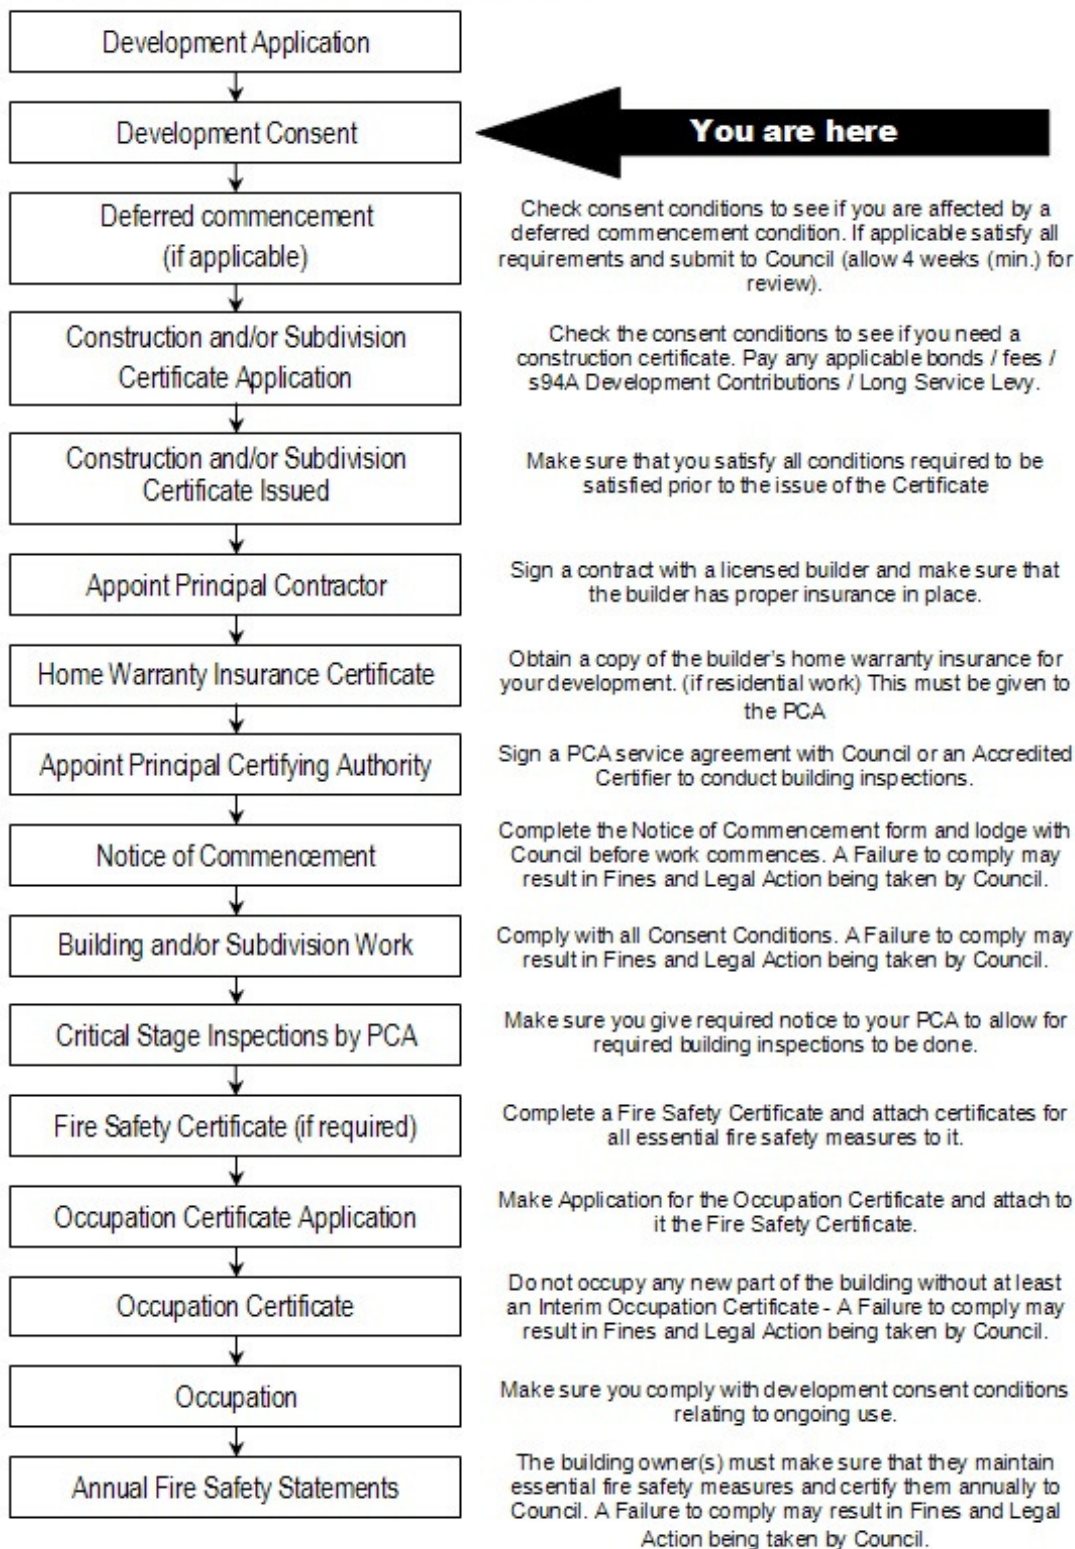 Development Application
Development Consent
You are here
Deferred commencement
(if applicable)
Check consent conditions to see if you are affected by a
deferred commencement condition. If applicable satisfy all
requirements and submit to Council (allow 4 weeks (min.) for
review).
Construction and/or Subdivision
Certificate Application
Check the consent conditions to see if you need a
construction certificate. Pay any applicable bonds / fees /
s94A Development Contributions / Long Service Levy.
Construction and/or Subdivision
Certificate Issued
Make sure that you satisfy all conditions required to be
satisfied prior to the issue of the Certificate
Appoint Principal Contractor
Sign a contract with a licensed builder and make sure that
the builder has proper insurance in place.
Home Warranty Insurance Certificate
Obtain a copy of the builder's home warranty insurance for
your development. (if residential work) This must be given to
the PCA
Appoint Principal Certifying Authority
Sign a PCA service agreement with Council or an Accredited
Certifier to conduct building inspections.
Notice of Commencement
Complete the Notice of Commencement form and lodge with
Council before work commences. A Failure to comply may
result in Fines and Legal Action being taken by Council.
Building and/or Subdivision Work
Comply with all Consent Conditions. A Failure to comply may
result in Fines and Legal Action being taken by Council.
Critical Stage Inspections by PCA
Make sure you give required notice to your PCA to allow for
required building inspections to be done.
Fire Safety Certificate (if required)
Complete a Fire Safety Certificate and attach certificates for
all essential fire safety measures to it.
Occupation Certificate Application
Make Application for the Occupation Certificate and attach to
it the Fire Safety Certificate.
Occupation Certificate
Do not occupy any new part of the building without at least
an Interim Occupation Certificate - A Failure to comply may
result in Fines and Legal Action being taken by Council.
Occupation
Make sure you comply with development consent conditions
relating to ongoing use.
Annual Fire Safety Statements
The building owner(s) must make sure that they maintain
essential fire safety measures and certify them annually to
Council. A Failure to comply may result in Fines and Legal
Action being taken by Council.